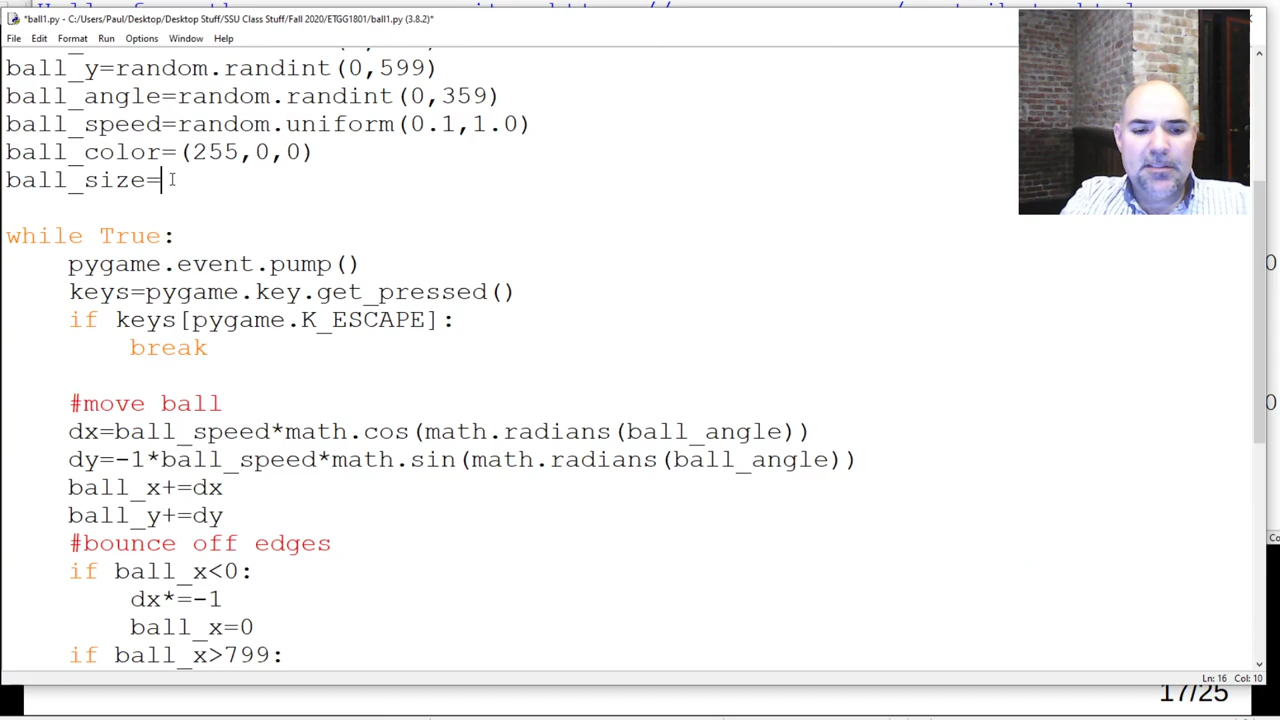 *ball1.py - C:/Users/Paul/Desktop/Desktop Stuff/SSU Class Stuff/Fall 2020/ETGG1801/ball1.py (3.8.2)*
File Edit Format Run Options Window Help
ball_y=random.randint(0,599)
ball_angle=random.randint(0,359)
ball_speed=random.uniform(0.1,1.0)
ball_color=(255,0,0)
ball_size=
while True:
pygame.event.pump()
keys=pygame.key.get_pressed()
if keys[pygame.K_ESCAPE]:
break
#move ball
dx=ball_speed*math.cos(math.radians(ball_angle))
dy=-1*ball_speed*math.sin(math.radians(ball_angle))
ball_x+=dx
ball_y+=dy
#bounce off edges
if ball_x<0:
dx*=-1
ball_x=0
if ball_x>799:
Ln: 16 Col: 10
17/25